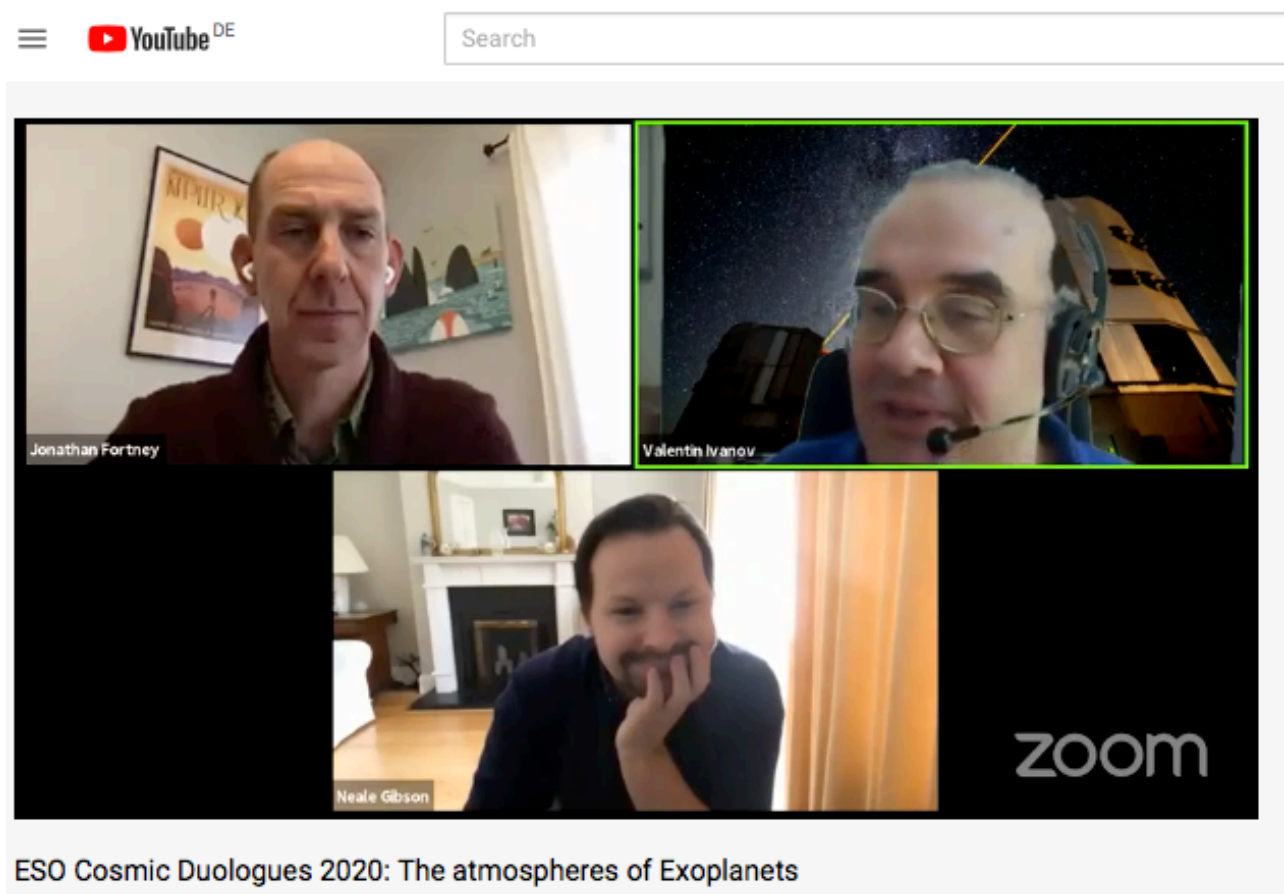 YouTube DE
Search
Jonathan Fortney
Valentin Ivanov
Neale Gibson
zoom
ESO Cosmic Duologues 2020: The atmospheres of Exoplanets